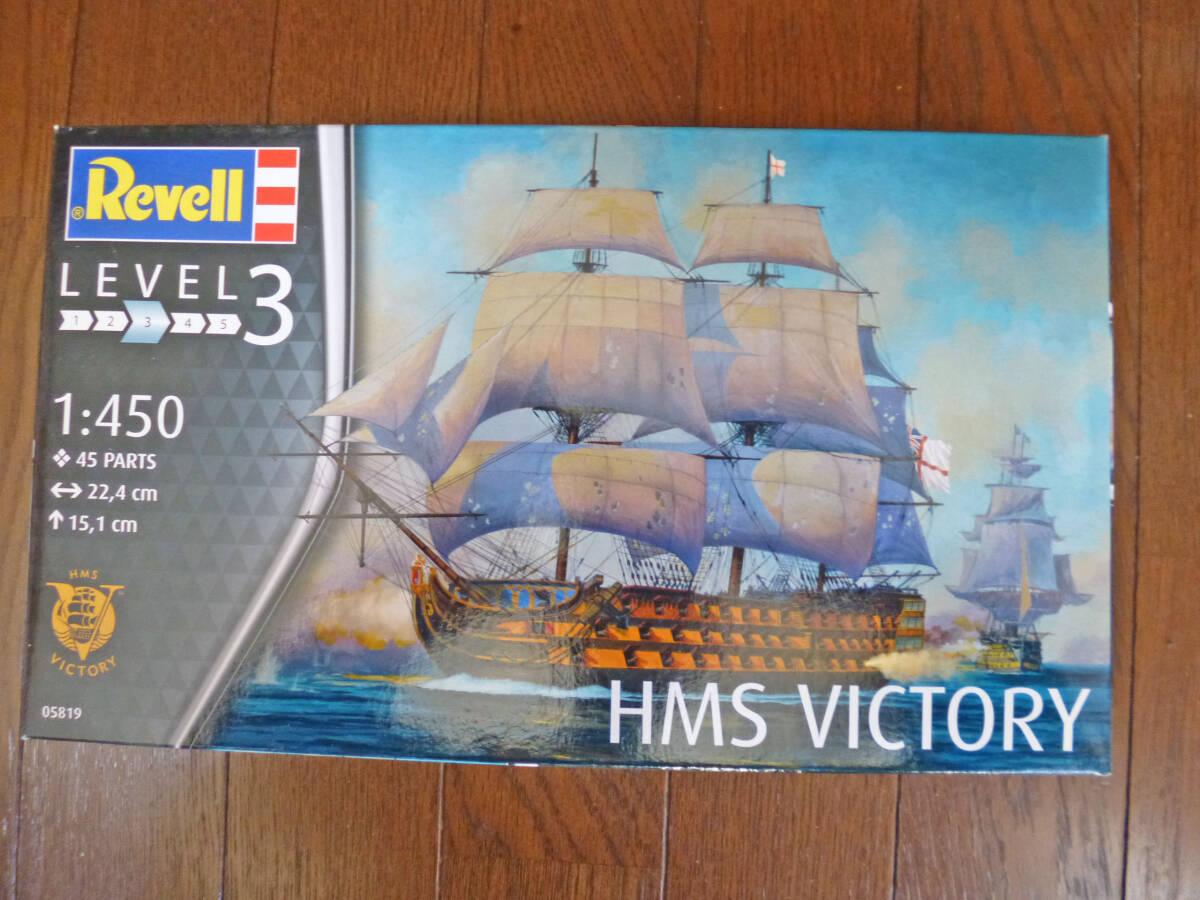 ® Revell
LEVEL 3
1 2 3 4 5
1:450
45 PARTS
22,4 cm
15,1 cm
HMS
VICTORY
05819
HMS VICTORY